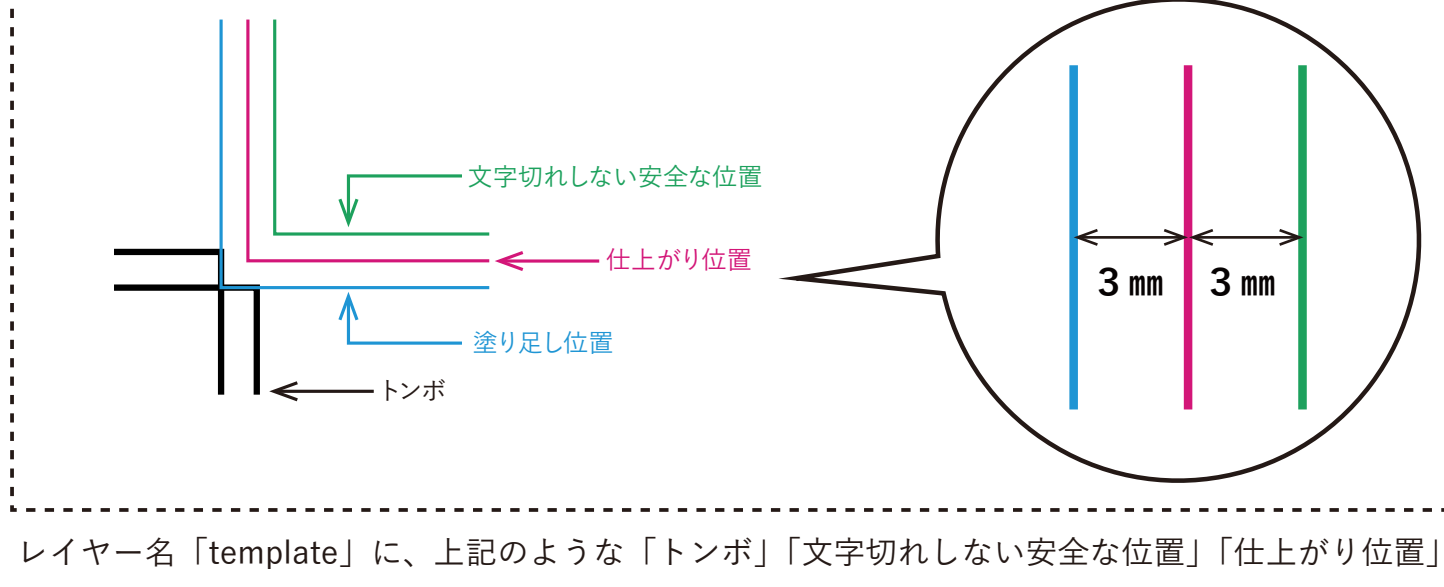 文字切れしない安全な位置
仕上がり位置
3㎜ 3㎜
塗り足し位置
トンボ
レイヤー名「template」に、上記のような「トンボ」「文字切れしない安全な位置」「仕上がり位置」